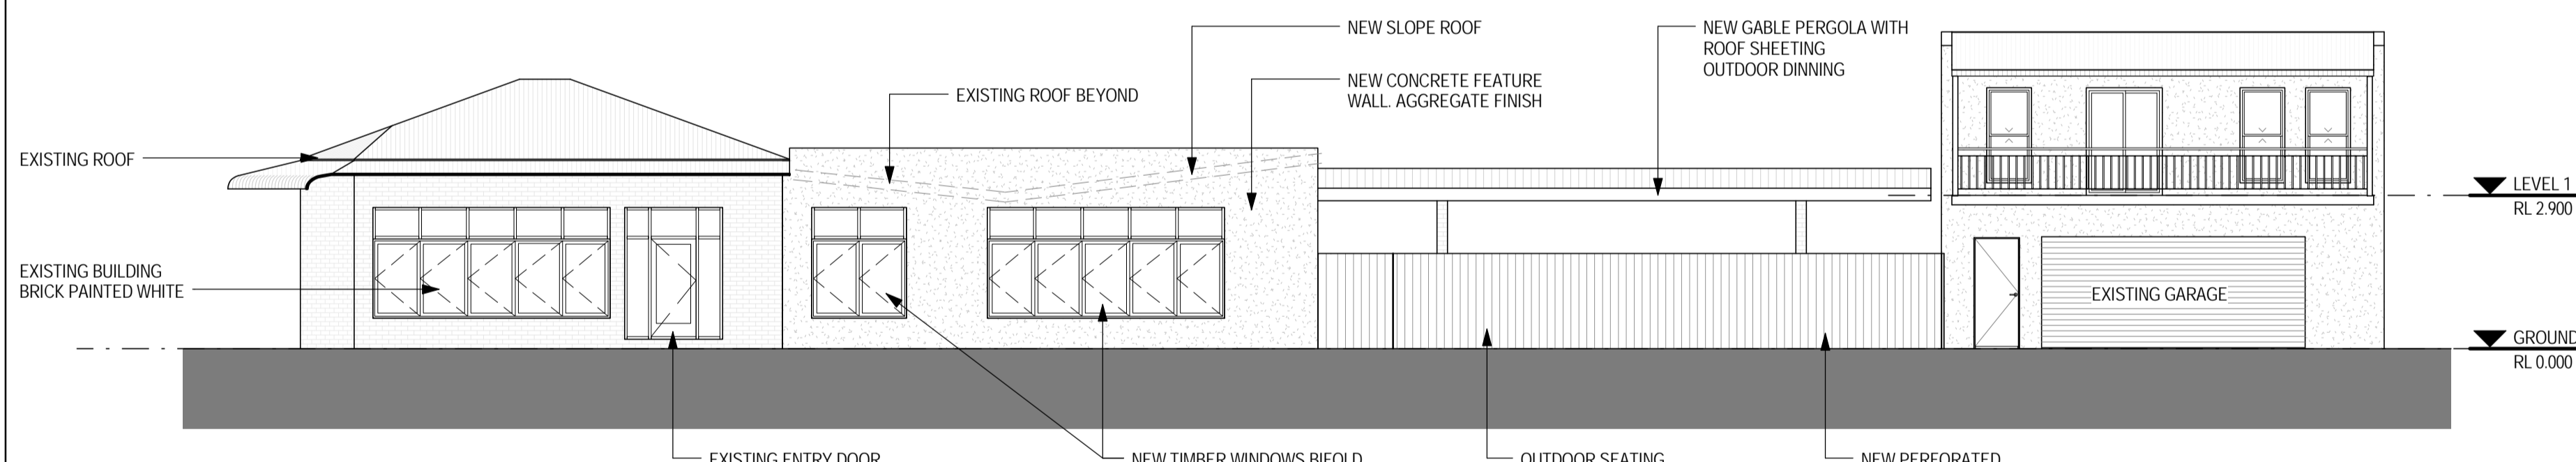 NEW SLOPE ROOF
NEW GABLE PERGOLA WITH
ROOF SHEETING
OUTDOOR DINNING
NEW CONCRETE FEATURE
WALL. AGGREGATE FINISH
EXISTING ROOF BEYOND
EXISTING ROOF
LEVEL 1
RL 2.900
EXISTING BUILDING
BRICK PAINTED WHITE
EXISTING GARAGE
GROUND
RL 0.000
EXISTING ENTRY DOOR
NEW TIMBER WINDOWS BIFOLD
OUTDOOR SEATING
NEW PERFORATED